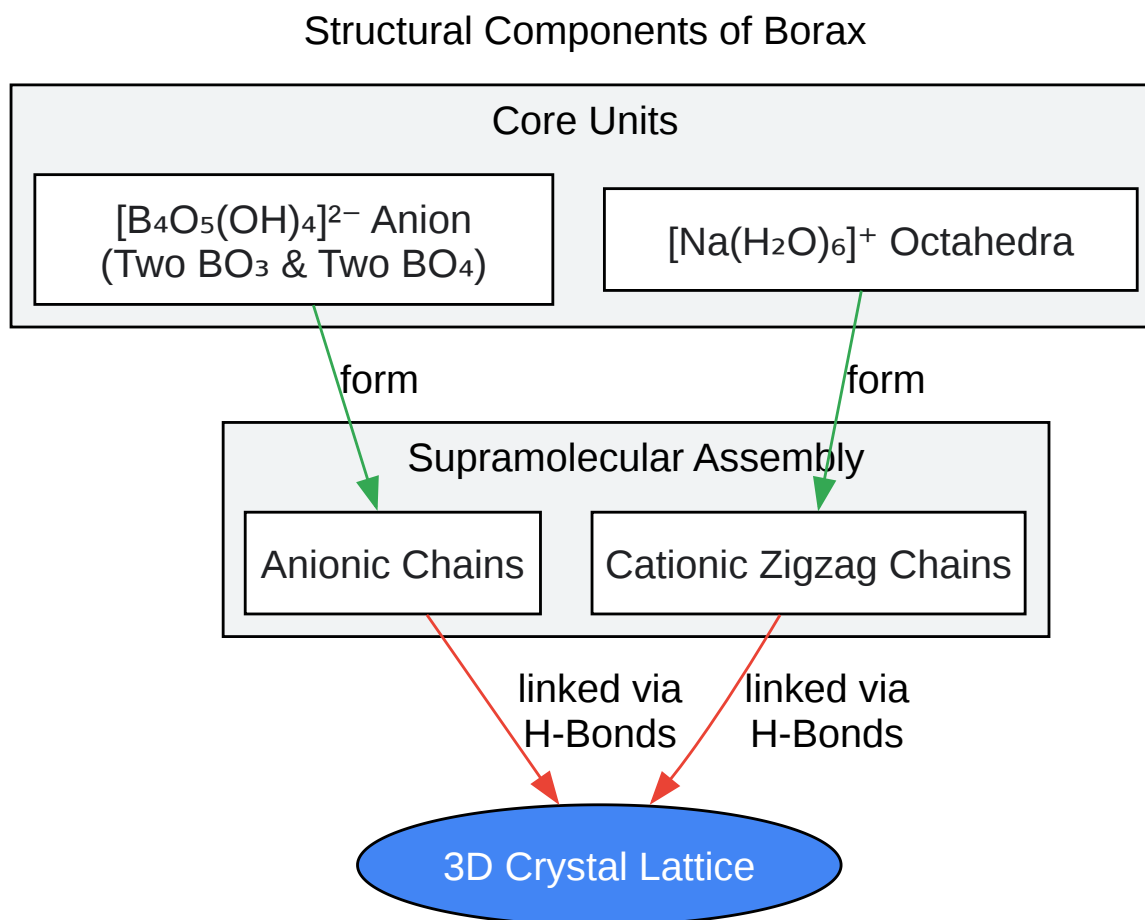 Structural Components of Borax
Core Units
[B₄O₅(OH)₄]²⁻ Anion
(Two BO₃ & Two BO₄)
[Na(H₂O)₆]⁺ Octahedra
form
form
Supramolecular Assembly
Anionic Chains
Cationic Zigzag Chains
linked via
H-Bonds
linked via
H-Bonds
3D Crystal Lattice